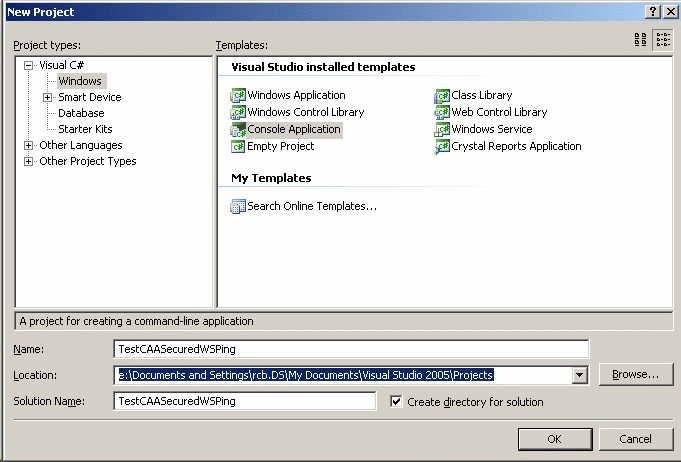 New Project
Project types:
Templates:
Visual C#
Windows
Smart Device
Database
Starter Kits
Other Languages
Other Project Types
Visual Studio installed templates
Windows Application
Class Library
Windows Control Library
Web Control Library
Console Application
Windows Service
Empty Project
Crystal Reports Application
My Templates
Search Online Templates...
A project for creating a command-line application
Name: TestCAASecuredWSPing
Location: e:\Documents and Settings\rcb.DS\My Documents\Visual Studio 2005\Projects Browse...
Solution Name: TestCAASecuredWSPing Create directory for solution
OK Cancel